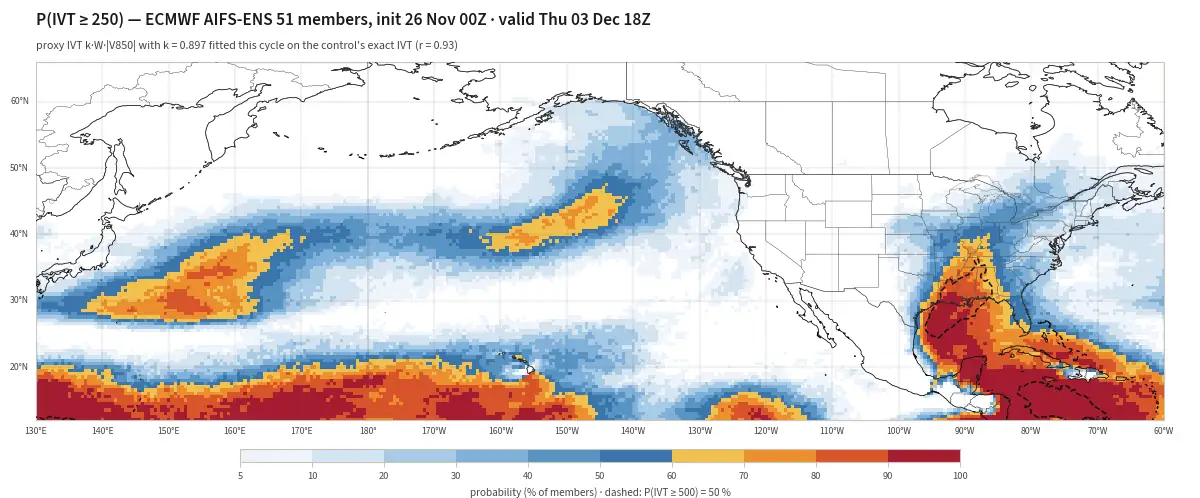 P(IVT ≥ 250) — ECMWF AIFS-ENS 51 members, init 26 Nov 00Z · valid Thu 03 Dec 18Z
proxy IVT k·W·|V850| with k = 0.897 fitted this cycle on the control's exact IVT (r = 0.93)
60°N
50°N
40°N
30°N
20°N
130°E 140°E 150°E 160°E 170°E 180° 170°W 160°W 150°W 140°W 130°W 120°W 110°W 100°W 90°W 80°W 70°W 60°W
5 10 20 30 40 50 60 70 80 90 100
probability (% of members) · dashed: P(IVT ≥ 500) = 50 %